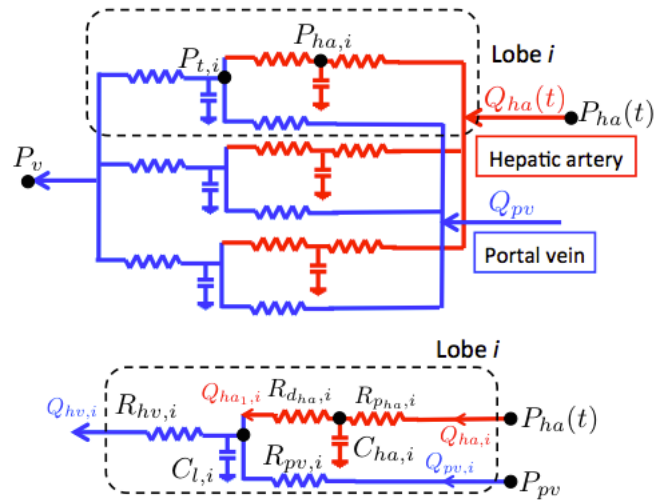 P_{ha,i}
Lobe i
P_{t,i}
Q_{ha}(t)
P_{ha}(t)
P_v
Hepatic artery
Q_{pv}
Portal vein
Lobe i
Q_{hv,i}
R_{hv,i}
Q_{ha_1,i}
R_{d_{ha},i}
R_{p_{ha},i}
P_{ha}(t)
Q_{ha,i}
C_{l,i}
R_{pv,i}
C_{ha,i}
Q_{pv,i}
P_{pv}